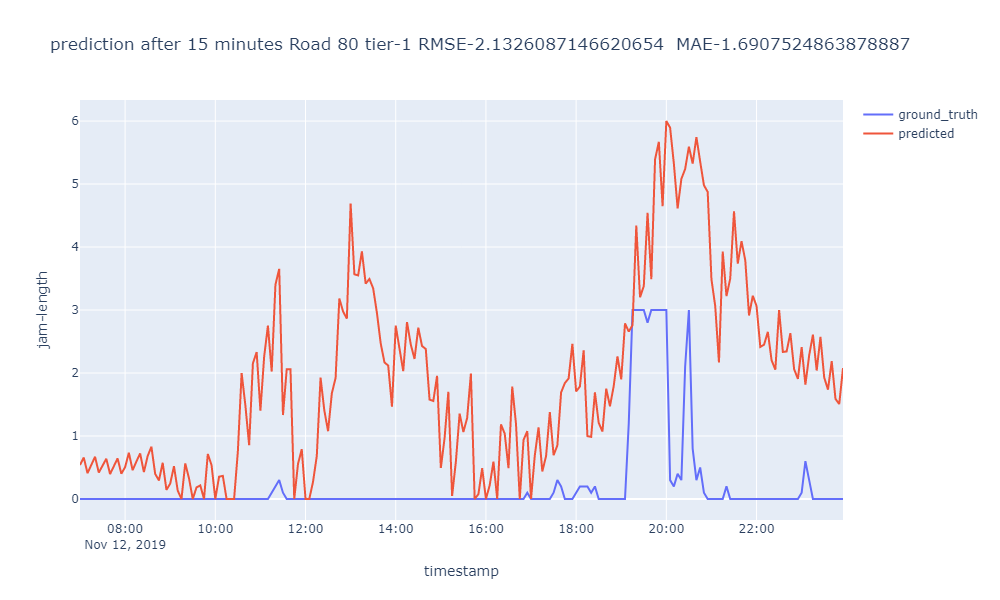 prediction after 15 minutes Road 80 tier-1 RMSE-2.1326087146620654  MAE-1.6907524863878887
ground_truth
predicted
jam-length
6
5
4
3
2
1
0
08:00
10:00
12:00
14:00
16:00
18:00
20:00
22:00
Nov 12, 2019
timestamp